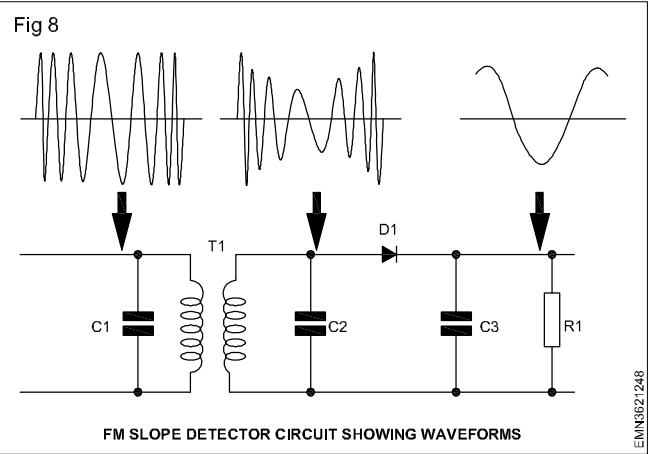 Fig 8
D1
T1
C1
C2
C3
R1
FM SLOPE DETECTOR CIRCUIT SHOWING WAVEFORMS
EMN3621248